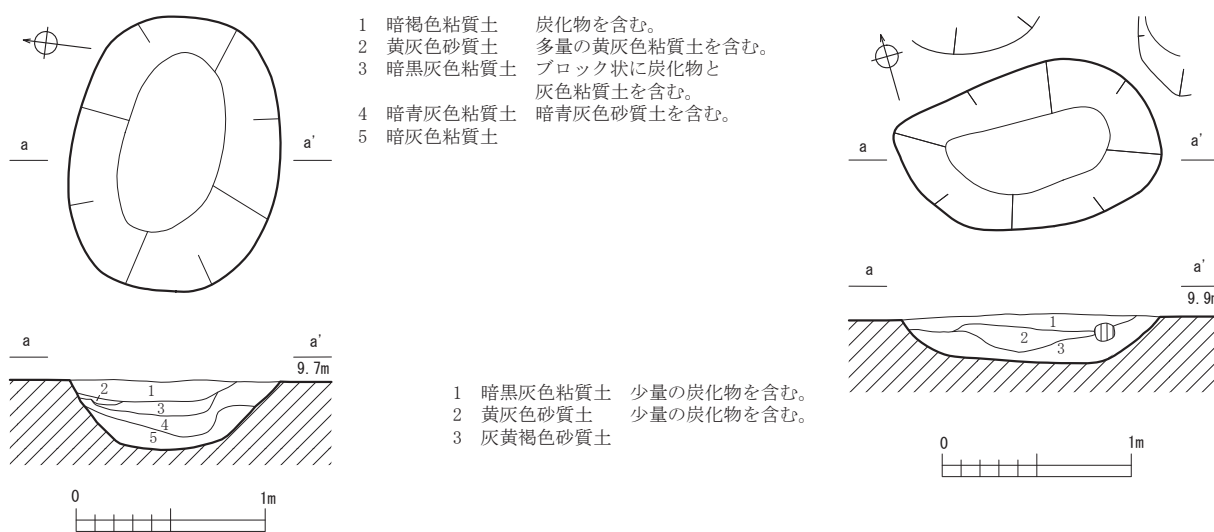 1　暗褐色粘質土　　炭化物を含む。
2　黄灰色砂質土　　多量の黄灰色粘質土を含む。
3　暗黒灰色粘質土　ブロック状に炭化物と
灰色粘質土を含む。
4　暗青灰色粘質土　暗青灰色砂質土を含む。
5　暗灰色粘質土
a
a'
a
a'
9.7m
1
2
3
4
5
0
1m
a
a'
a
a'
9.9m
1
2
3
1　暗黒灰色粘質土　少量の炭化物を含む。
2　黄灰色砂質土　　少量の炭化物を含む。
3　灰黄褐色砂質土
0
1m